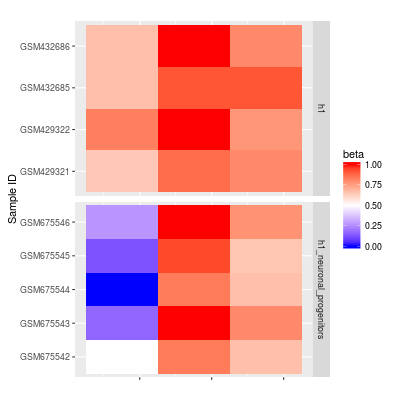 GSM432686
GSM432685
GSM429322
GSM429321
h1
GSM675546
GSM675545
GSM675544
GSM675543
GSM675542
h1_neuronal_progenitors
Sample ID
beta
1.00
0.75
0.50
0.25
0.00